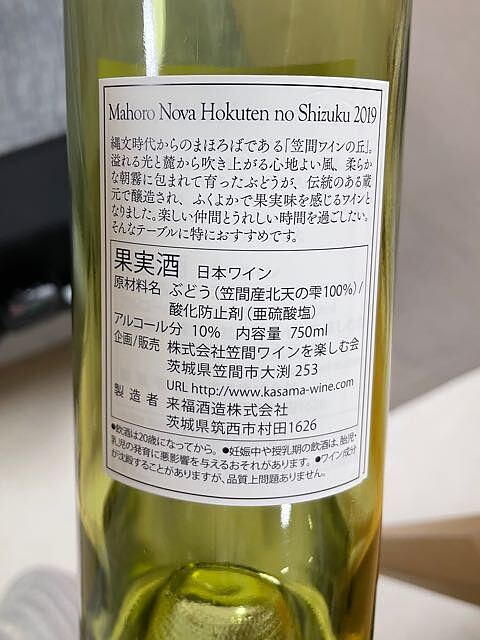 Mahoro Nova Hokuten no Shizuku 2019
縄文時代からのまほろばである「笠間ワインの丘」。
溢れる光と麓から吹き上がる心地よい風、柔らか
な朝霧に包まれて育ったぶどうが、伝統のある蔵
元で醸造され、ふくよかで果実味を感じるワインと
なりました。楽しい仲間とうれしい時間を過ごしたい。
そんなテーブルに特におすすめです。
果実酒 日本ワイン
原材料名 ぶどう(笠間産北天の雫100%)/
酸化防止剤(亜硫酸塩)
アルコール分 10% 内容量 750ml
企画/販売 株式会社笠間ワインを楽しむ会
茨城県笠間市大渕 253
URL http://www.kasama-wine.com
製造者 来福酒造株式会社
茨城県筑西市村田1626
●飲酒は20歳になってから。●妊娠中や授乳期の飲酒は、胎児・
乳児の発育に悪影響を与えるおそれがあります。●ワイン成分
が沈殿することがありますが、品質上問題ありません。